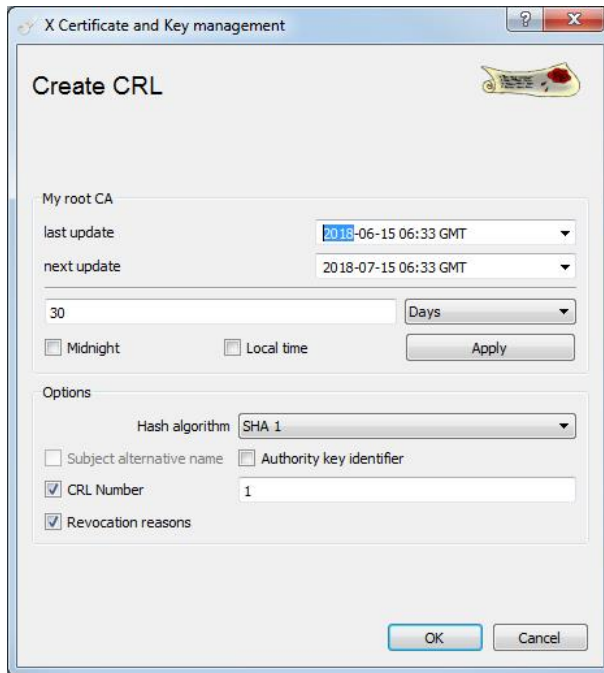 X Certificate and Key management
Create CRL
My root CA
last update 2018-06-15 06:33 GMT
next update 2018-07-15 06:33 GMT
30 Days
Midnight Local time Apply
Options
Hash algorithm SHA 1
Subject alternative name Authority key identifier
CRL Number 1
Revocation reasons
OK Cancel